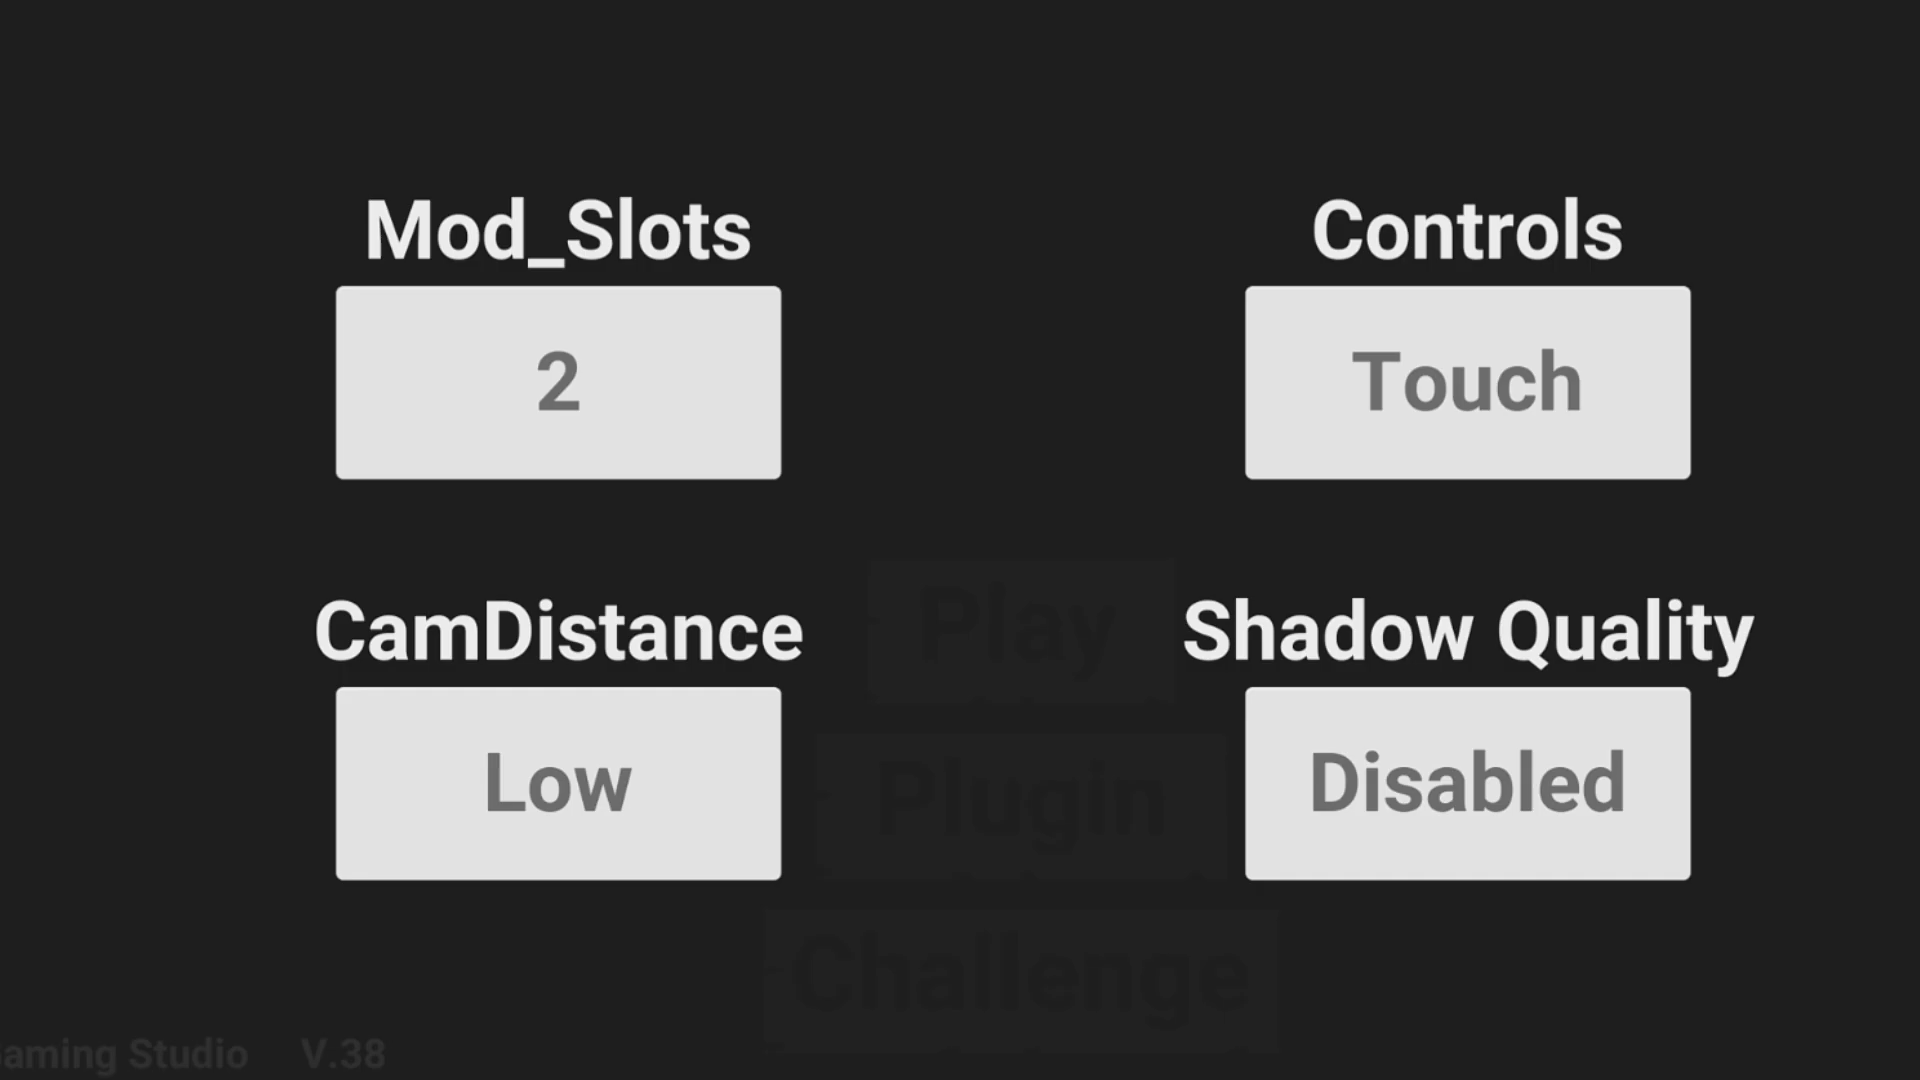 Mod_Slots
Controls
2
Touch
CamDistance
Shadow Quality
Low
Disabled
Play
Plugin
Challenge
aming Studio V.38